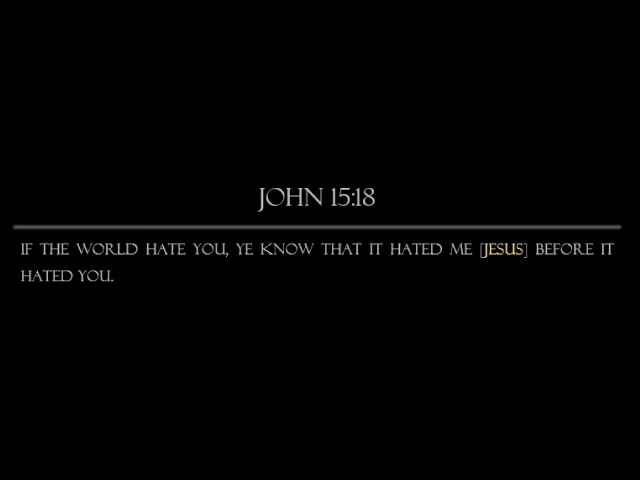 JOHN 15:18
IF THE WORLD HATE YOU, YE KNOW THAT IT HATED ME [JESUS] BEFORE IT
HATED YOU.